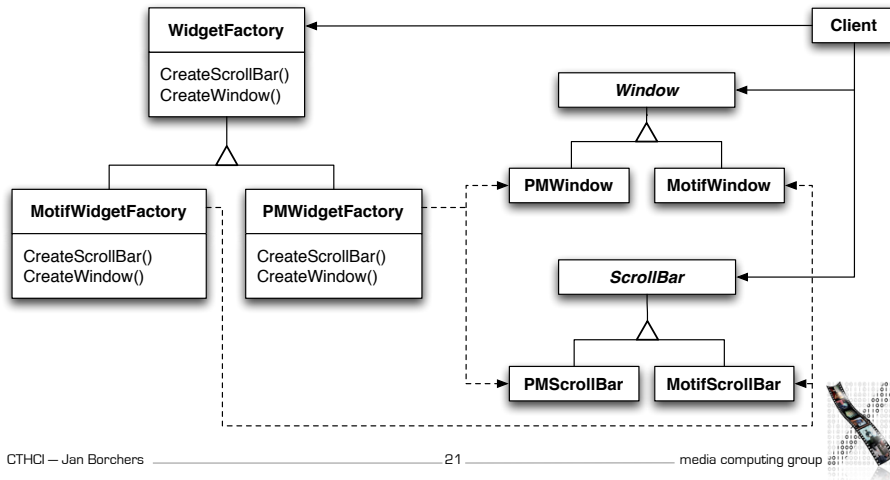 WidgetFactory
CreateScrollBar()
CreateWindow()
Client
Window
PMWindow
MotifWindow
MotifWidgetFactory
CreateScrollBar()
CreateWindow()
PMWidgetFactory
CreateScrollBar()
CreateWindow()
ScrollBar
PMScrollBar
MotifScrollBar
CTHCI — Jan Borchers
21
media computing group